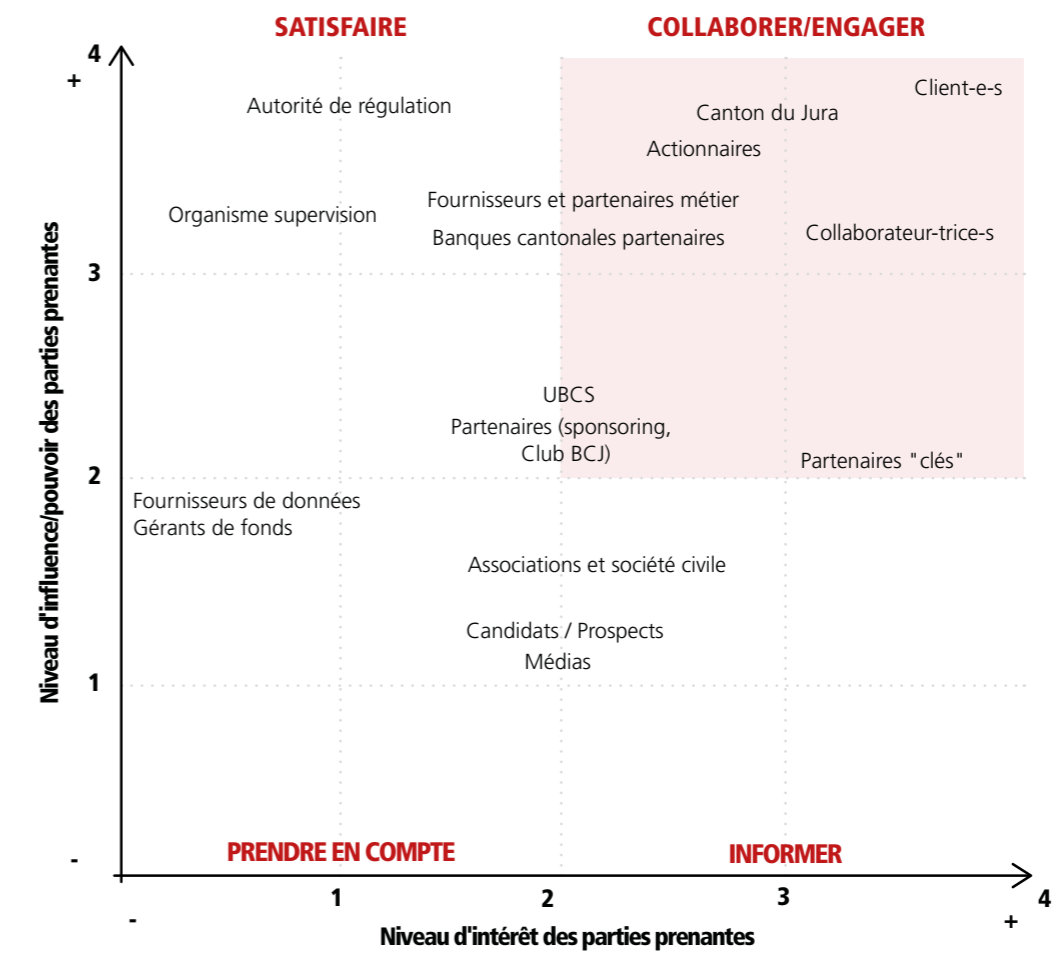 SATISFAIRE
COLLABORER/ENGAGER
4
+
Client-e-s
Autorité de régulation
Canton du Jura
Actionnaires
Fournisseurs et partenaires métier
Organisme supervision
Collaborateur-trice-s
Banques cantonales partenaires
3
UBCS
Partenaires (sponsoring,
Club BCJ)
Partenaires "clés"
2
Fournisseurs de données
Gérants de fonds
Associations et société civile
Candidats / Prospects
Médias
1
Niveau d'influence/pouvoir des parties prenantes
PRENDRE EN COMPTE
INFORMER
-
1
2
3
4
-
+
Niveau d'intérêt des parties prenantes